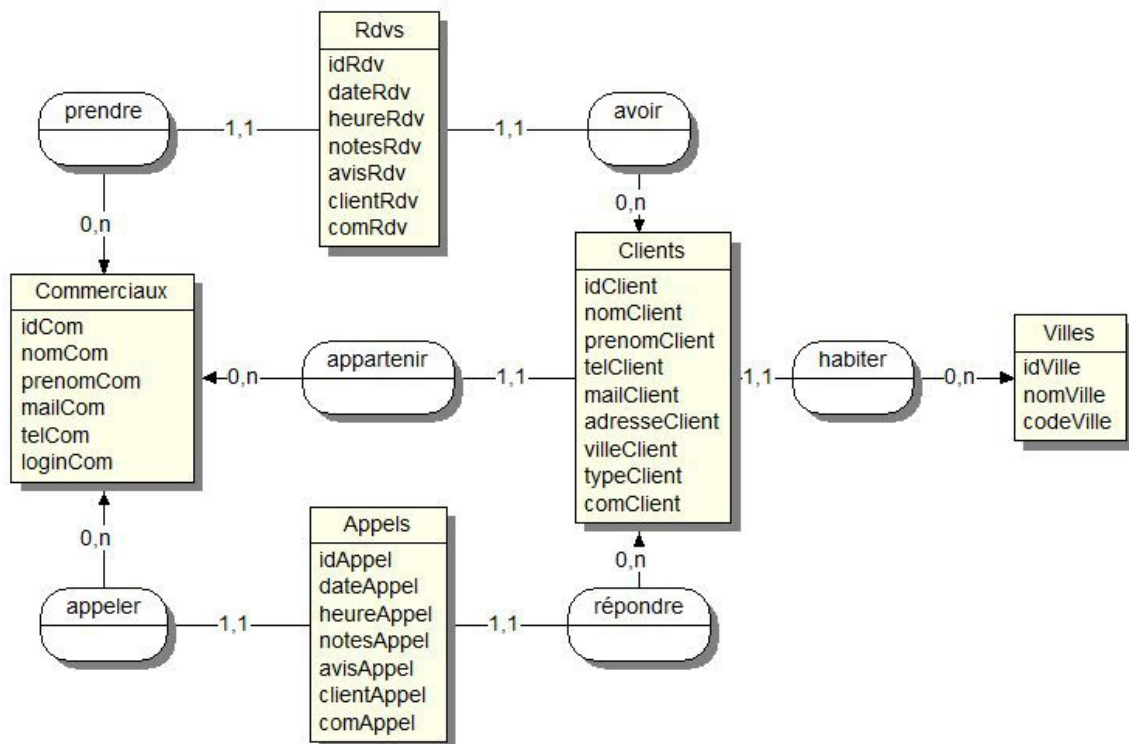 Rdvs
idRdv
dateRdv
heureRdv
notesRdv
avisRdv
clientRdv
comRdv
prendre
1,1
1,1
avoir
0,n
0,n
Commerciaux
idCom
nomCom
prenomCom
mailCom
telCom
loginCom
0,n
appartenir
1,1
Clients
idClient
nomClient
prenomClient
telClient
mailClient
adresseClient
villeClient
typeClient
comClient
1,1
habiter
0,n
Villes
idVille
nomVille
codeVille
0,n
0,n
appeler
1,1
Appels
idAppel
dateAppel
heureAppel
notesAppel
avisAppel
clientAppel
comAppel
1,1
répondre